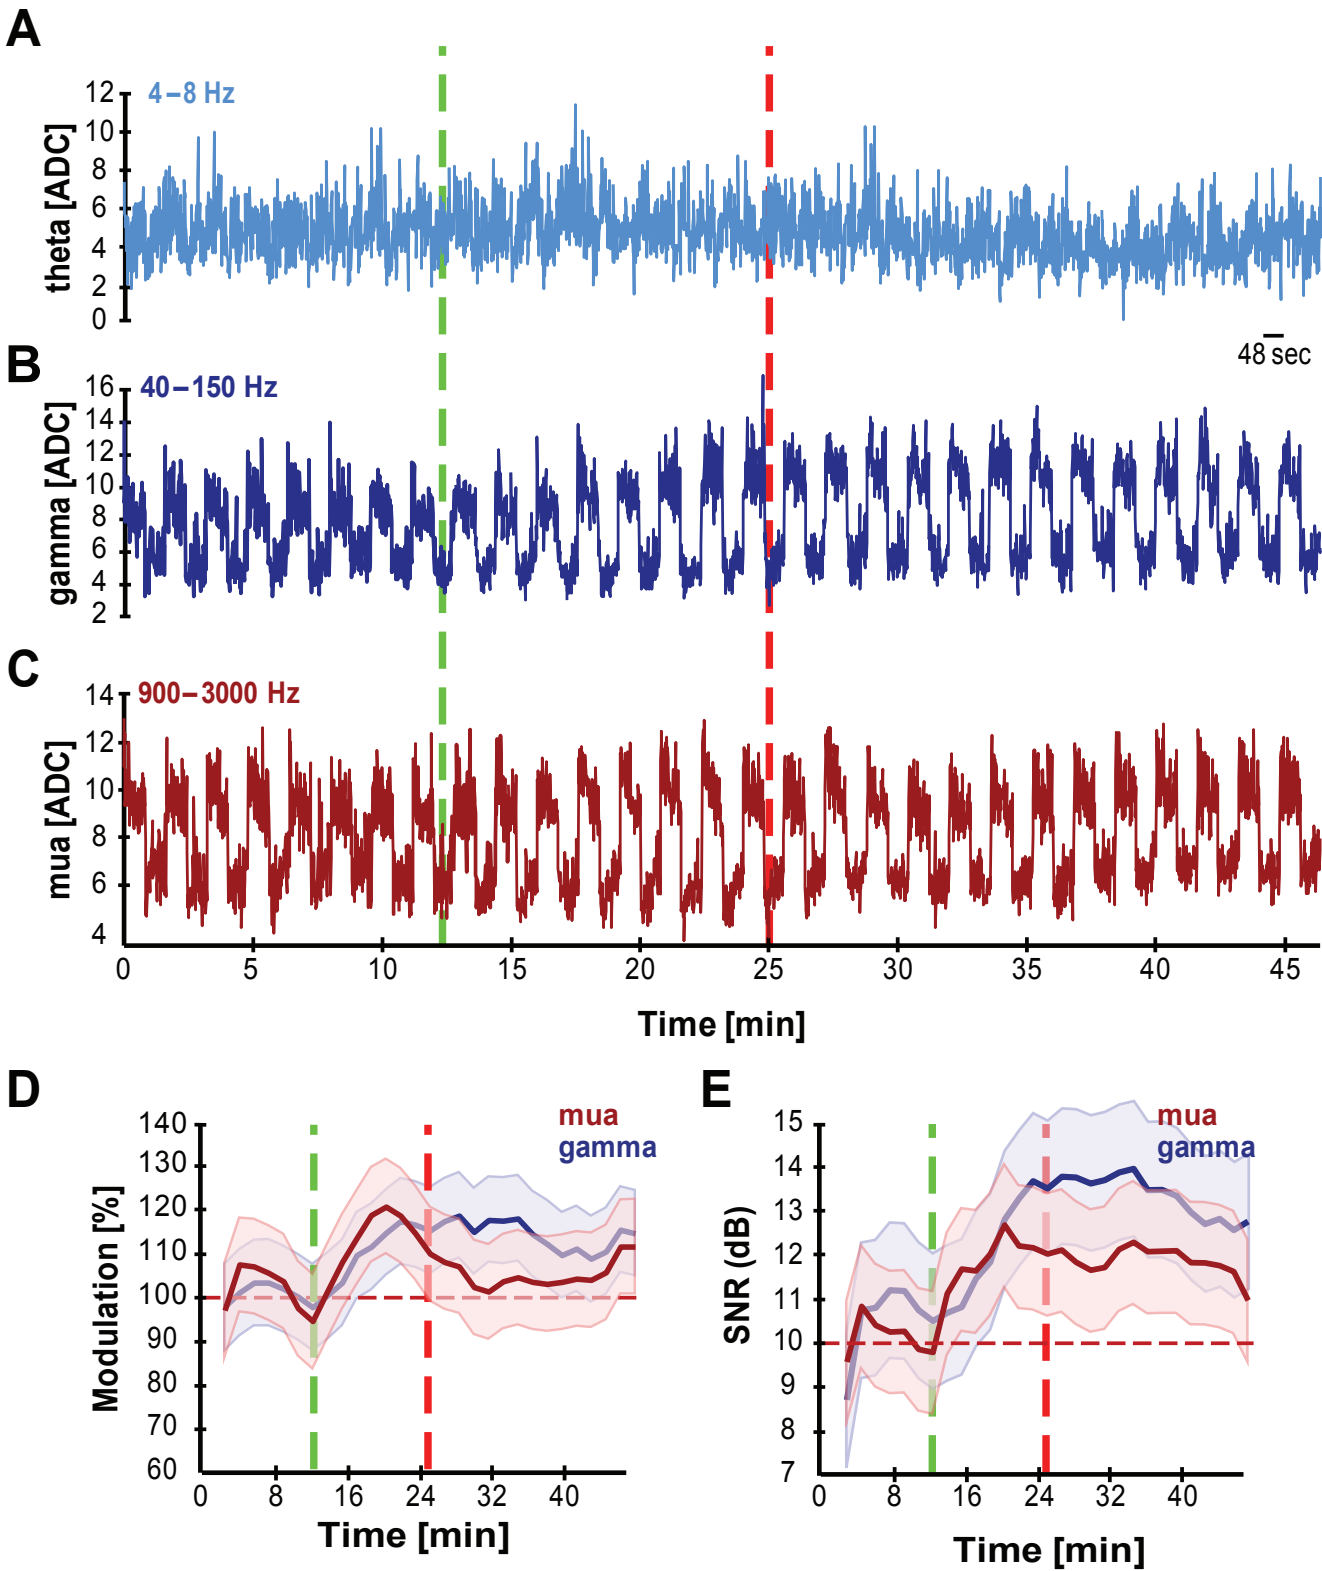 A
4–8 Hz
theta [ADC]
12
10
8
6
4
2
0
48 sec
B
40–150 Hz
gamma [ADC]
16
14
12
10
8
6
4
2
C
900–3000 Hz
mua [ADC]
14
12
10
8
6
4
0 5 10 15 20 25 30 35 40 45
Time [min]
D
mua
gamma
Modulation [%]
140
130
120
110
100
90
80
70
60
0 8 16 24 32 40
Time [min]
E
mua
gamma
SNR (dB)
15
14
13
12
11
10
9
8
7
0 8 16 24 32 40
Time [min]